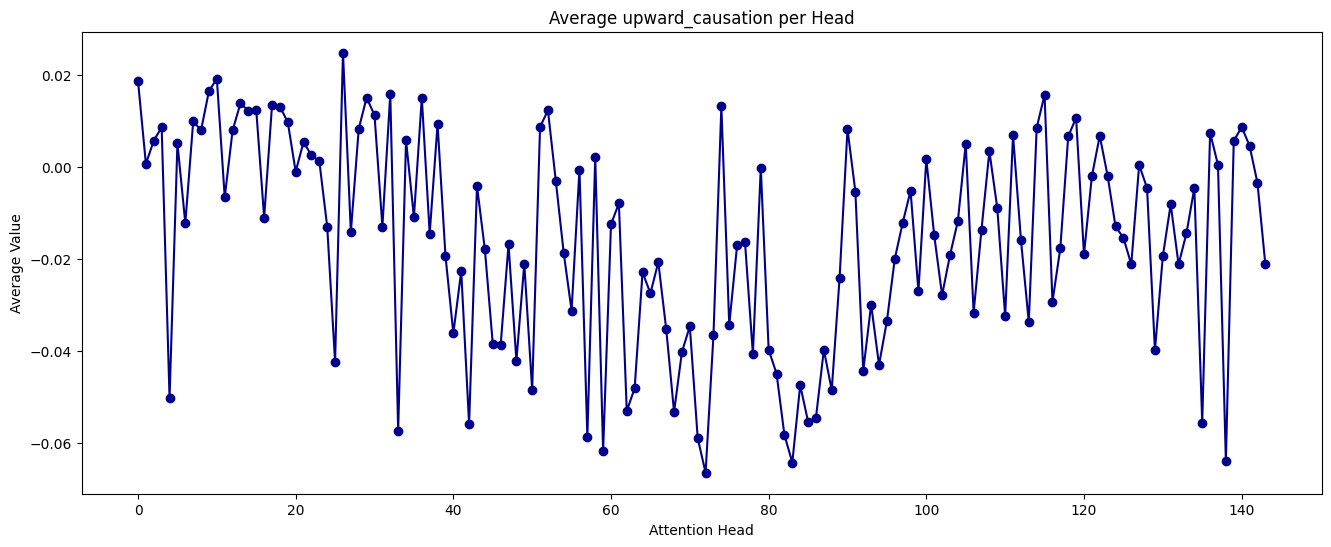 Average upward_causation per Head
0.02
0.00
−0.02
−0.04
−0.06
Average Value
0 20 40 60 80 100 120 140
Attention Head